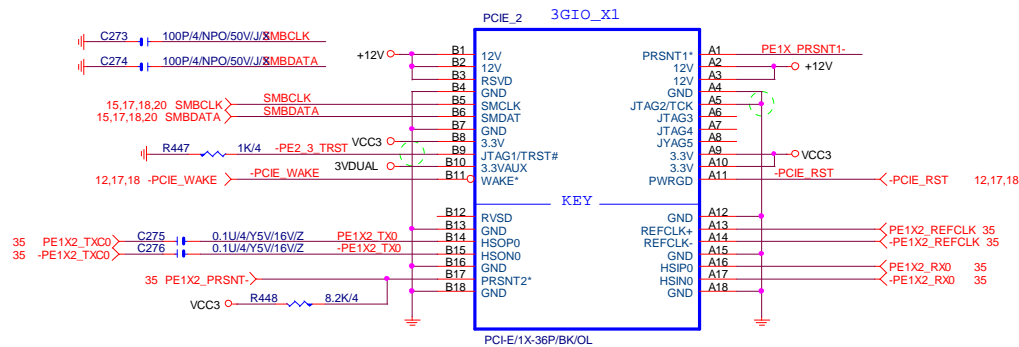 PCIE_2 3GIO_X1
C273 100P/4/NPO/50V/J/X SMBCLK
C274 100P/4/NPO/50V/J/X SMBDATA
+12V B1 12V PRSNT1* A1 PE1X_PRSNT1-
B2 12V 12V A2 +12V
B3 RSVD 12V A3
B4 GND GND A4
15,17,18,20 SMBCLK SMBCLK B5 SMCLK JTAG2/TCK A5
15,17,18,20 SMBDATA SMBDATA B6 SMDAT JTAG3 A6
B7 GND JTAG4 A7
VCC3 B8 3.3V JYAG5 A8
R447 1K/4 -PE2_3_TRST B9 JTAG1/TRST# 3.3V A9 VCC3
3VDUAL B10 3.3VAUX 3.3V A10
12,17,18 -PCIE_WAKE -PCIE_WAKE B11 WAKE* PWRGD A11 -PCIE_RST -PCIE_RST 12,17,18
KEY
B12 RVSD GND A12
B13 GND REFCLK+ A13 PE1X2_REFCLK 35
35 PE1X2_TXC0 C275 0.1U/4/Y5V/16V/Z PE1X2_TX0 B14 HSOP0 REFCLK- A14 -PE1X2_REFCLK 35
35 -PE1X2_TXC0 C276 0.1U/4/Y5V/16V/Z -PE1X2_TX0 B15 HSON0 GND A15
B16 GND HSIP0 A16 PE1X2_RX0 35
35 PE1X2_PRSNT- B17 PRSNT2* HSIN0 A17 -PE1X2_RX0 35
B18 GND GND A18
VCC3 R448 8.2K/4
PCI-E/1X-36P/BK/OL